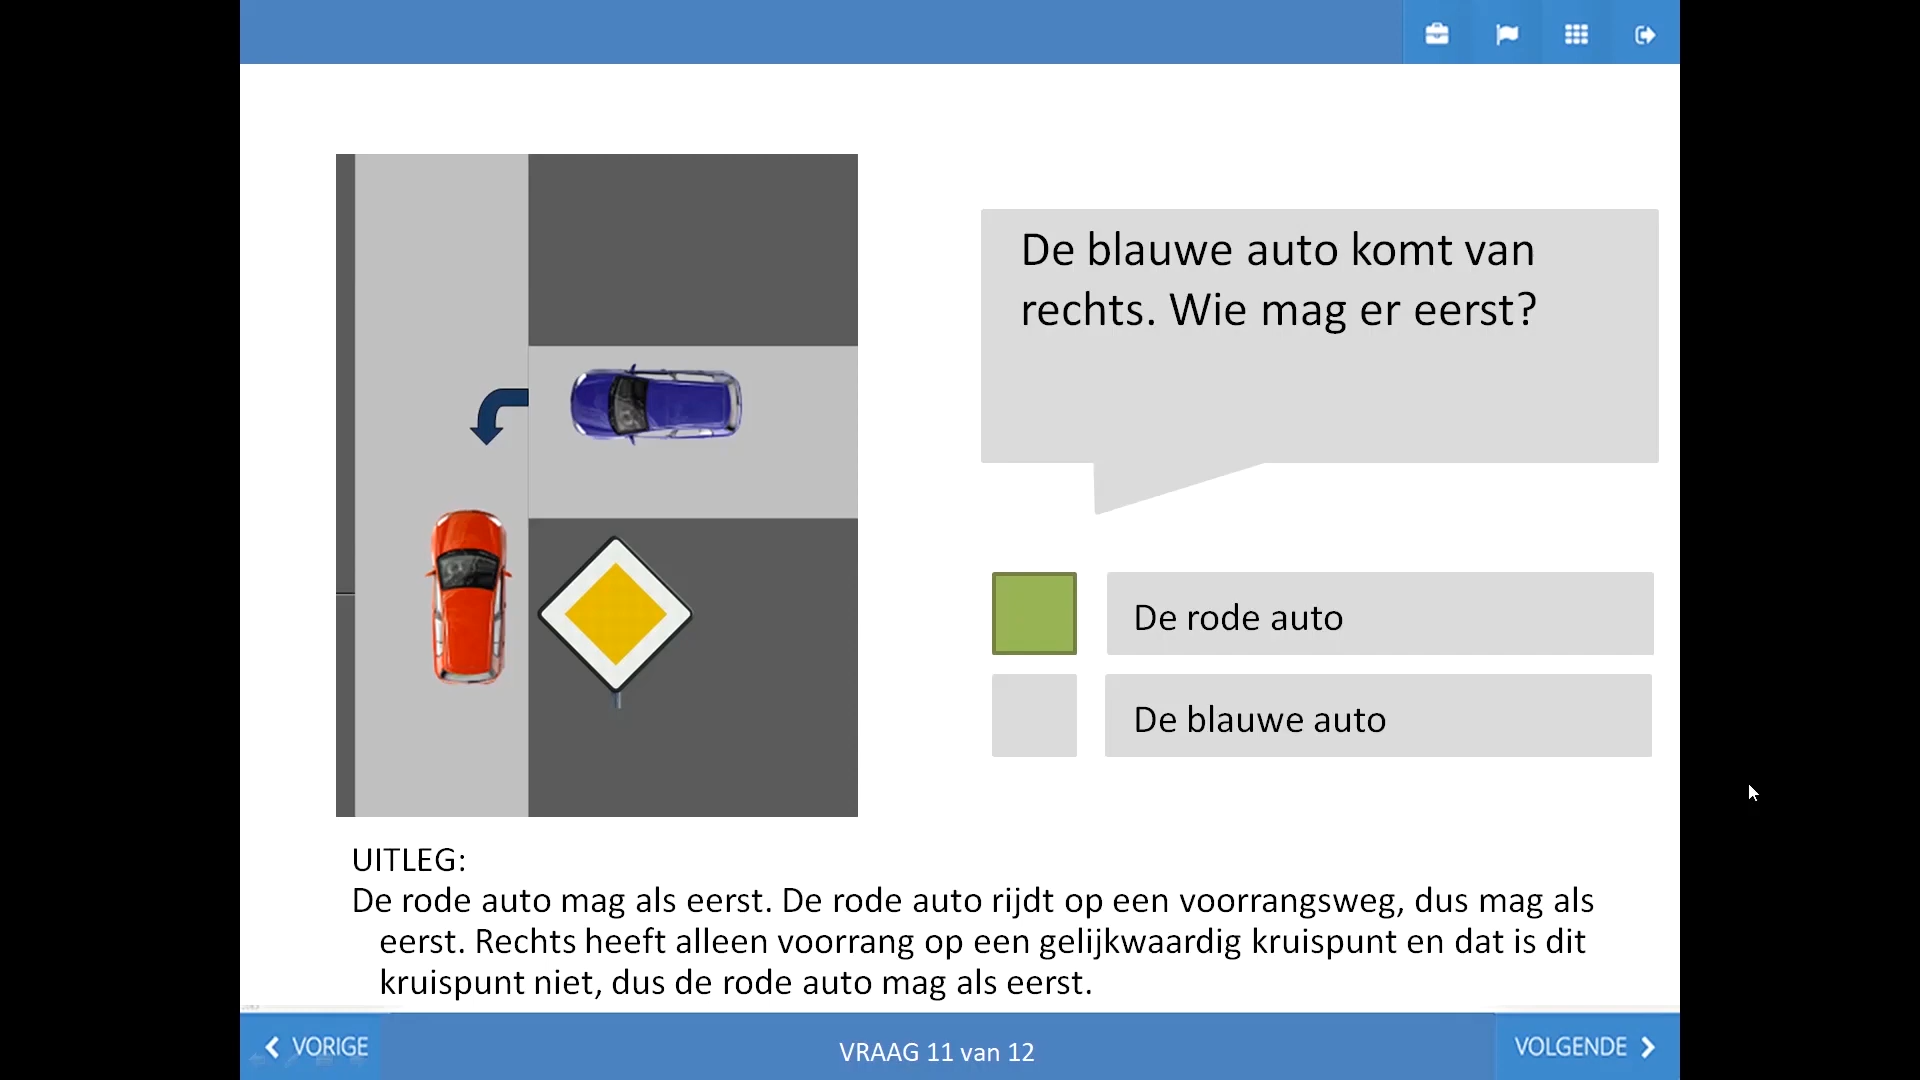 De blauwe auto komt van
rechts. Wie mag er eerst?
De rode auto
De blauwe auto
UITLEG:
De rode auto mag als eerst. De rode auto rijdt op een voorrangsweg, dus mag als
eerst. Rechts heeft alleen voorrang op een gelijkwaardig kruispunt en dat is dit
kruispunt niet, dus de rode auto mag als eerst.
VORIGE
VRAAG 11 van 12
VOLGENDE